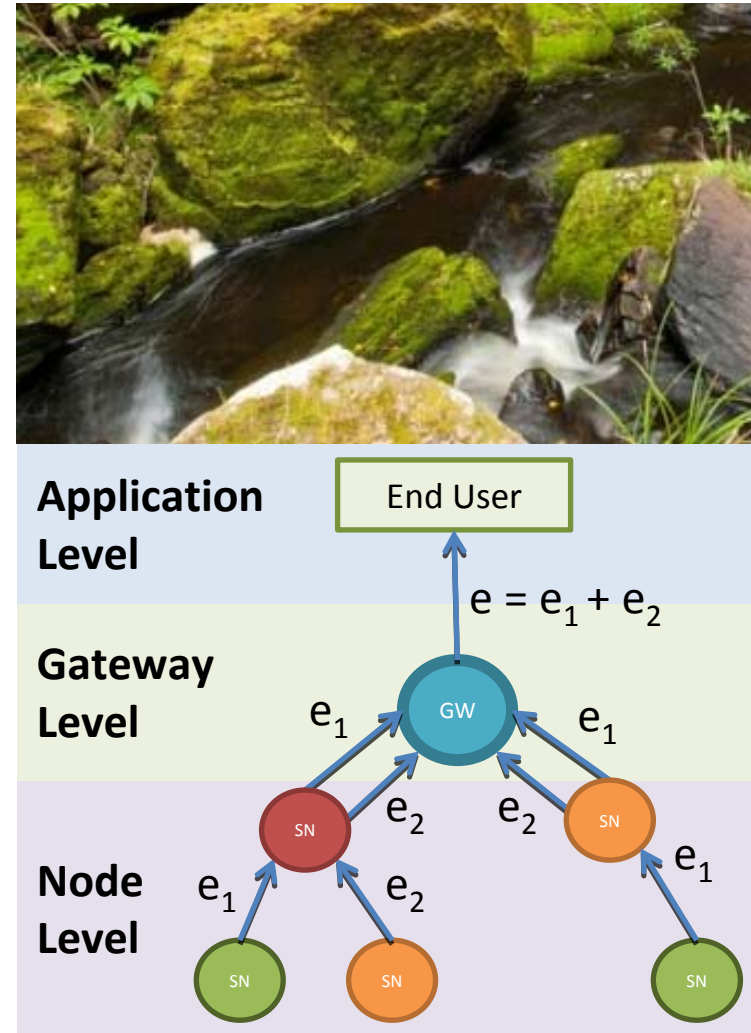 Application
Level
End User
e = e₁ + e₂
Gateway
Level
GW
e₁
e₁
e₂
e₂
SN
SN
Node
Level
e₁
e₂
e₁
SN
SN
SN